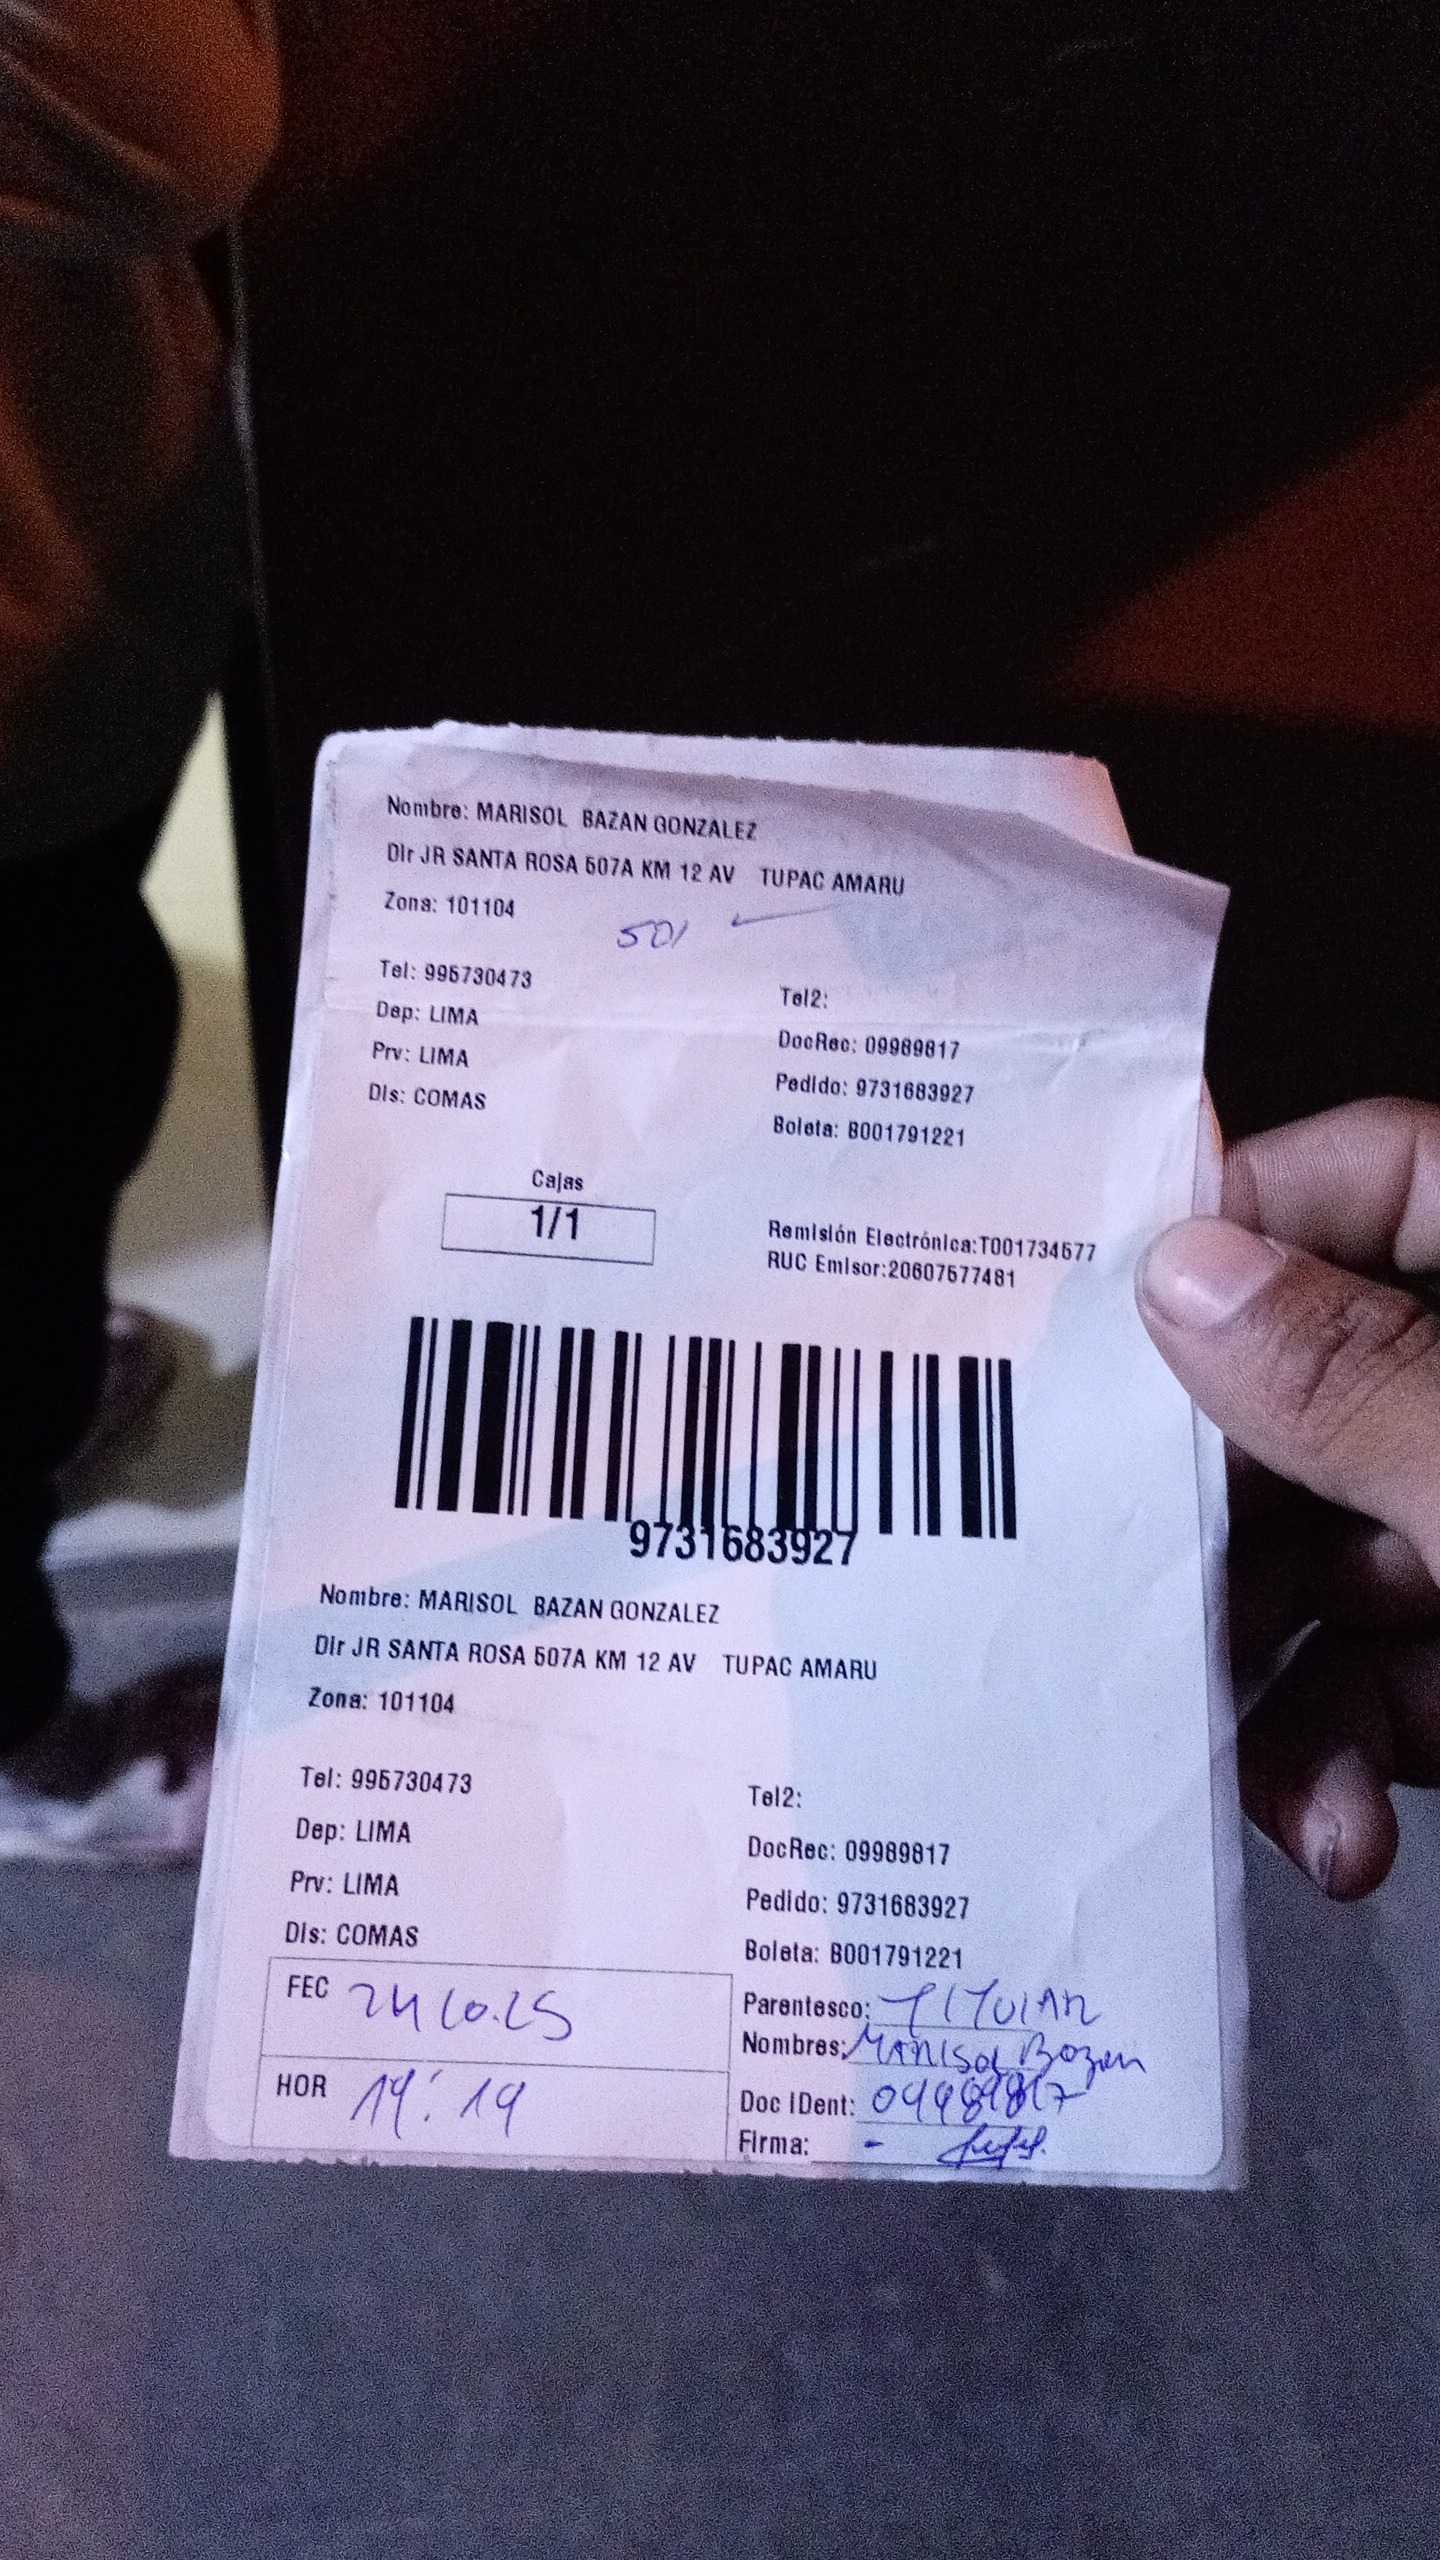 Nombre: MARISOL BAZAN GONZALEZ
Dir JR SANTA ROSA 507A KM 12 AV TUPAC AMARU
Zona: 101104
501
Tel: 995730473
Tel2:
Dep: LIMA
DocRec: 09989817
Prv: LIMA
Pedido: 9731683927
Dis: COMAS
Boleta: B001791221
Cajas
1/1
Remisión Electrónica:T001734577
RUC Emisor:20607577481
9731683927
Nombre: MARISOL BAZAN GONZALEZ
Dir JR SANTA ROSA 507A KM 12 AV TUPAC AMARU
Zona: 101104
Tel: 995730473
Tel2:
Dep: LIMA
DocRec: 09989817
Prv: LIMA
Pedido: 9731683927
Dis: COMAS
Boleta: B001791221
FEC 24 10.25
Parentesco: TITULAR
Nombres: MARISOL Bazan
HOR 19:19
Doc IDent: 09989817
Firma: